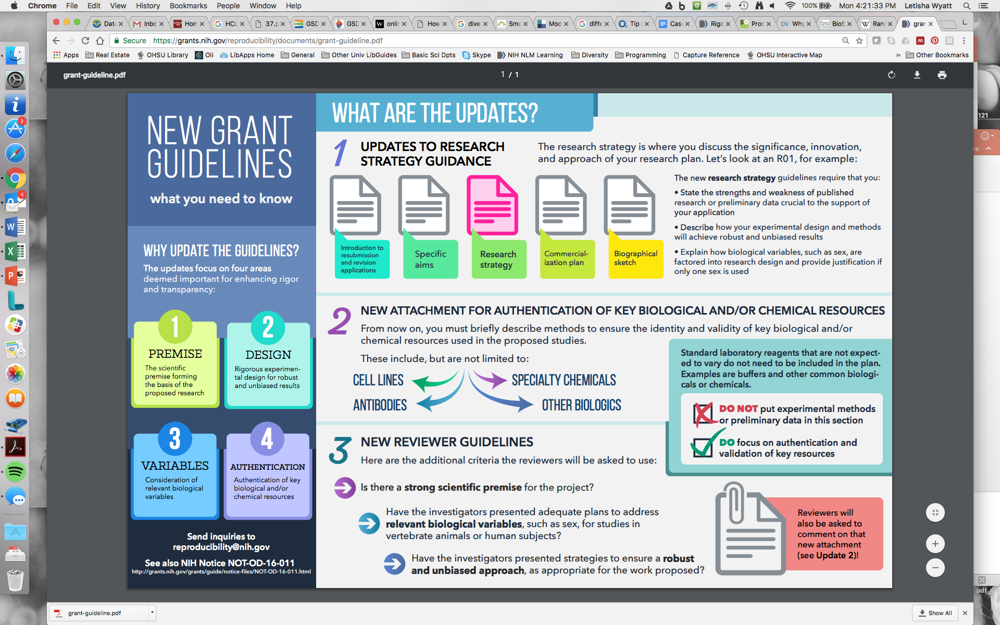 Chrome File Edit View History Bookmarks People Window Help 100% Mon 4:21:33 PM Letisha Wyatt
Data Inbo Hom HCL 37.p GSD GSD onlin How dive Smo Mod diffe Tip Case Rigo Pron Why BioS Rand gran L.
Secure https://grants.nih.gov/reproducibility/documents/grant-guideline.pdf
Apps Real Estate OHSU Library Oli LibApps Home General Other Univ LibGuides Basic Sci Dpts Skype NIH NLM Learning Diversity Programming Capture Reference OHSU Interactive Map » Other Bookmarks
grant-guideline.pdf 1 / 1
NEW GRANT
GUIDELINES
what you need to know
WHY UPDATE THE GUIDELINES?
The updates focus on four areas
deemed important for enhancing rigor
and transparency:
1
PREMISE
The scientific
premise forming
the basis of the
proposed research
2
DESIGN
Rigorous experimen-
tal design for robust
and unbiased results
3
VARIABLES
Consideration of
relevant biological
variables
4
AUTHENTICATION
Authentication of key
biological and/or
chemical resources
Send inquiries to
reproducibility@nih.gov
See also NIH Notice NOT-OD-16-011
http://grants.nih.gov/grants/guide/notice-files/NOT-OD-16-011.html
WHAT ARE THE UPDATES?
1 UPDATES TO RESEARCH
STRATEGY GUIDANCE
The research strategy is where you discuss the significance, innovation,
and approach of your research plan. Let's look at an R01, for example:
Introduction to
resubmission
and revision
applications
Specific
aims
Research
strategy
Commercial-
ization plan
Biographical
sketch
The new research strategy guidelines require that you:
• State the strengths and weakness of published
research or preliminary data crucial to the support of
your application
• Describe how your experimental design and methods
will achieve robust and unbiased results
• Explain how biological variables, such as sex, are
factored into research design and provide justification if
only one sex is used
2 NEW ATTACHMENT FOR AUTHENTICATION OF KEY BIOLOGICAL AND/OR CHEMICAL RESOURCES
From now on, you must briefly describe methods to ensure the identity and validity of key biological and/or
chemical resources used in the proposed studies.
These include, but are not limited to:
CELL LINES
SPECIALTY CHEMICALS
ANTIBODIES
OTHER BIOLOGICS
Standard laboratory reagents that are not expect-
ed to vary do not need to be included in the plan.
Examples are buffers and other common biologi-
cals or chemicals.
DO NOT put experimental methods
or preliminary data in this section
DO focus on authentication and
validation of key resources
3 NEW REVIEWER GUIDELINES
Here are the additional criteria the reviewers will be asked to use:
Is there a strong scientific premise for the project?
Have the investigators presented adequate plans to address
relevant biological variables, such as sex, for studies in
vertebrate animals or human subjects?
Have the investigators presented strategies to ensure a robust
and unbiased approach, as appropriate for the work proposed?
Reviewers will
also be asked to
comment on that
new attachment
(see Update 2)!
grant-guideline.pdf Show All
121
re
.pdf
2
4